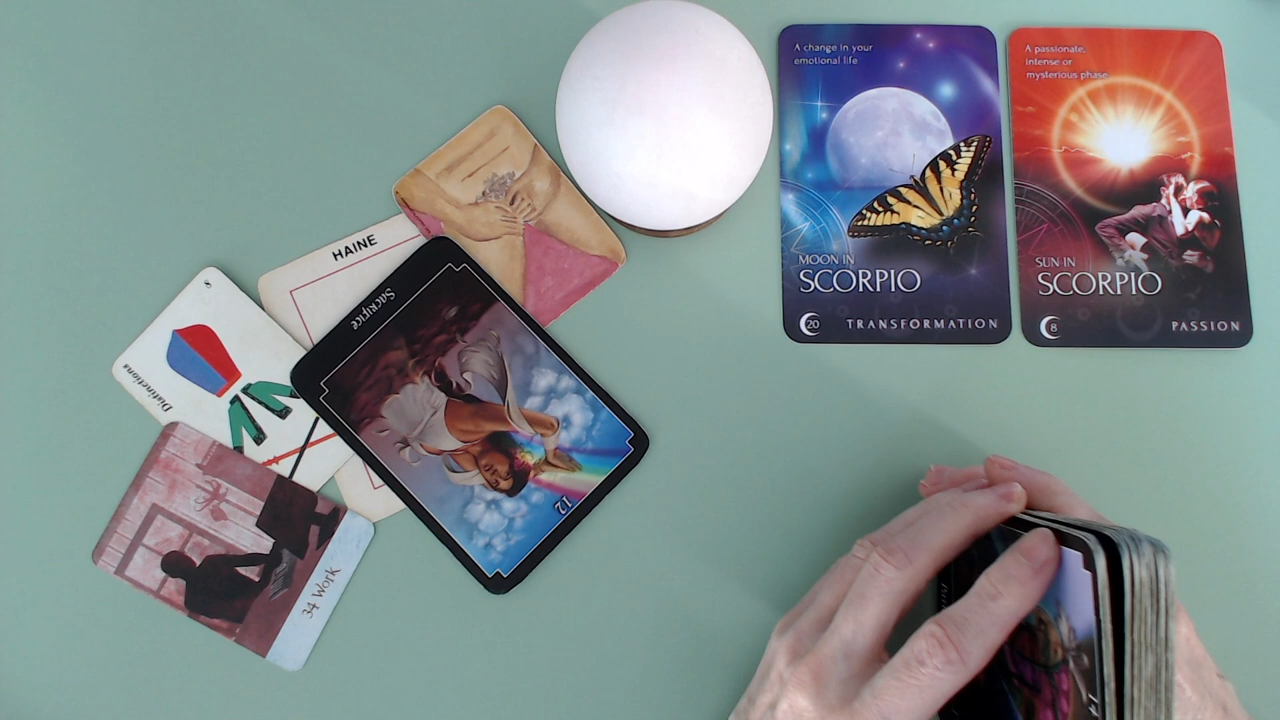 A change in your
emotional life
MOON IN
SCORPIO
20
TRANSFORMATION
A passionate,
intense or
mysterious phase
SUN IN
SCORPIO
8
PASSION
HAINE
Sacrifice
12
Distinctions
34 Work